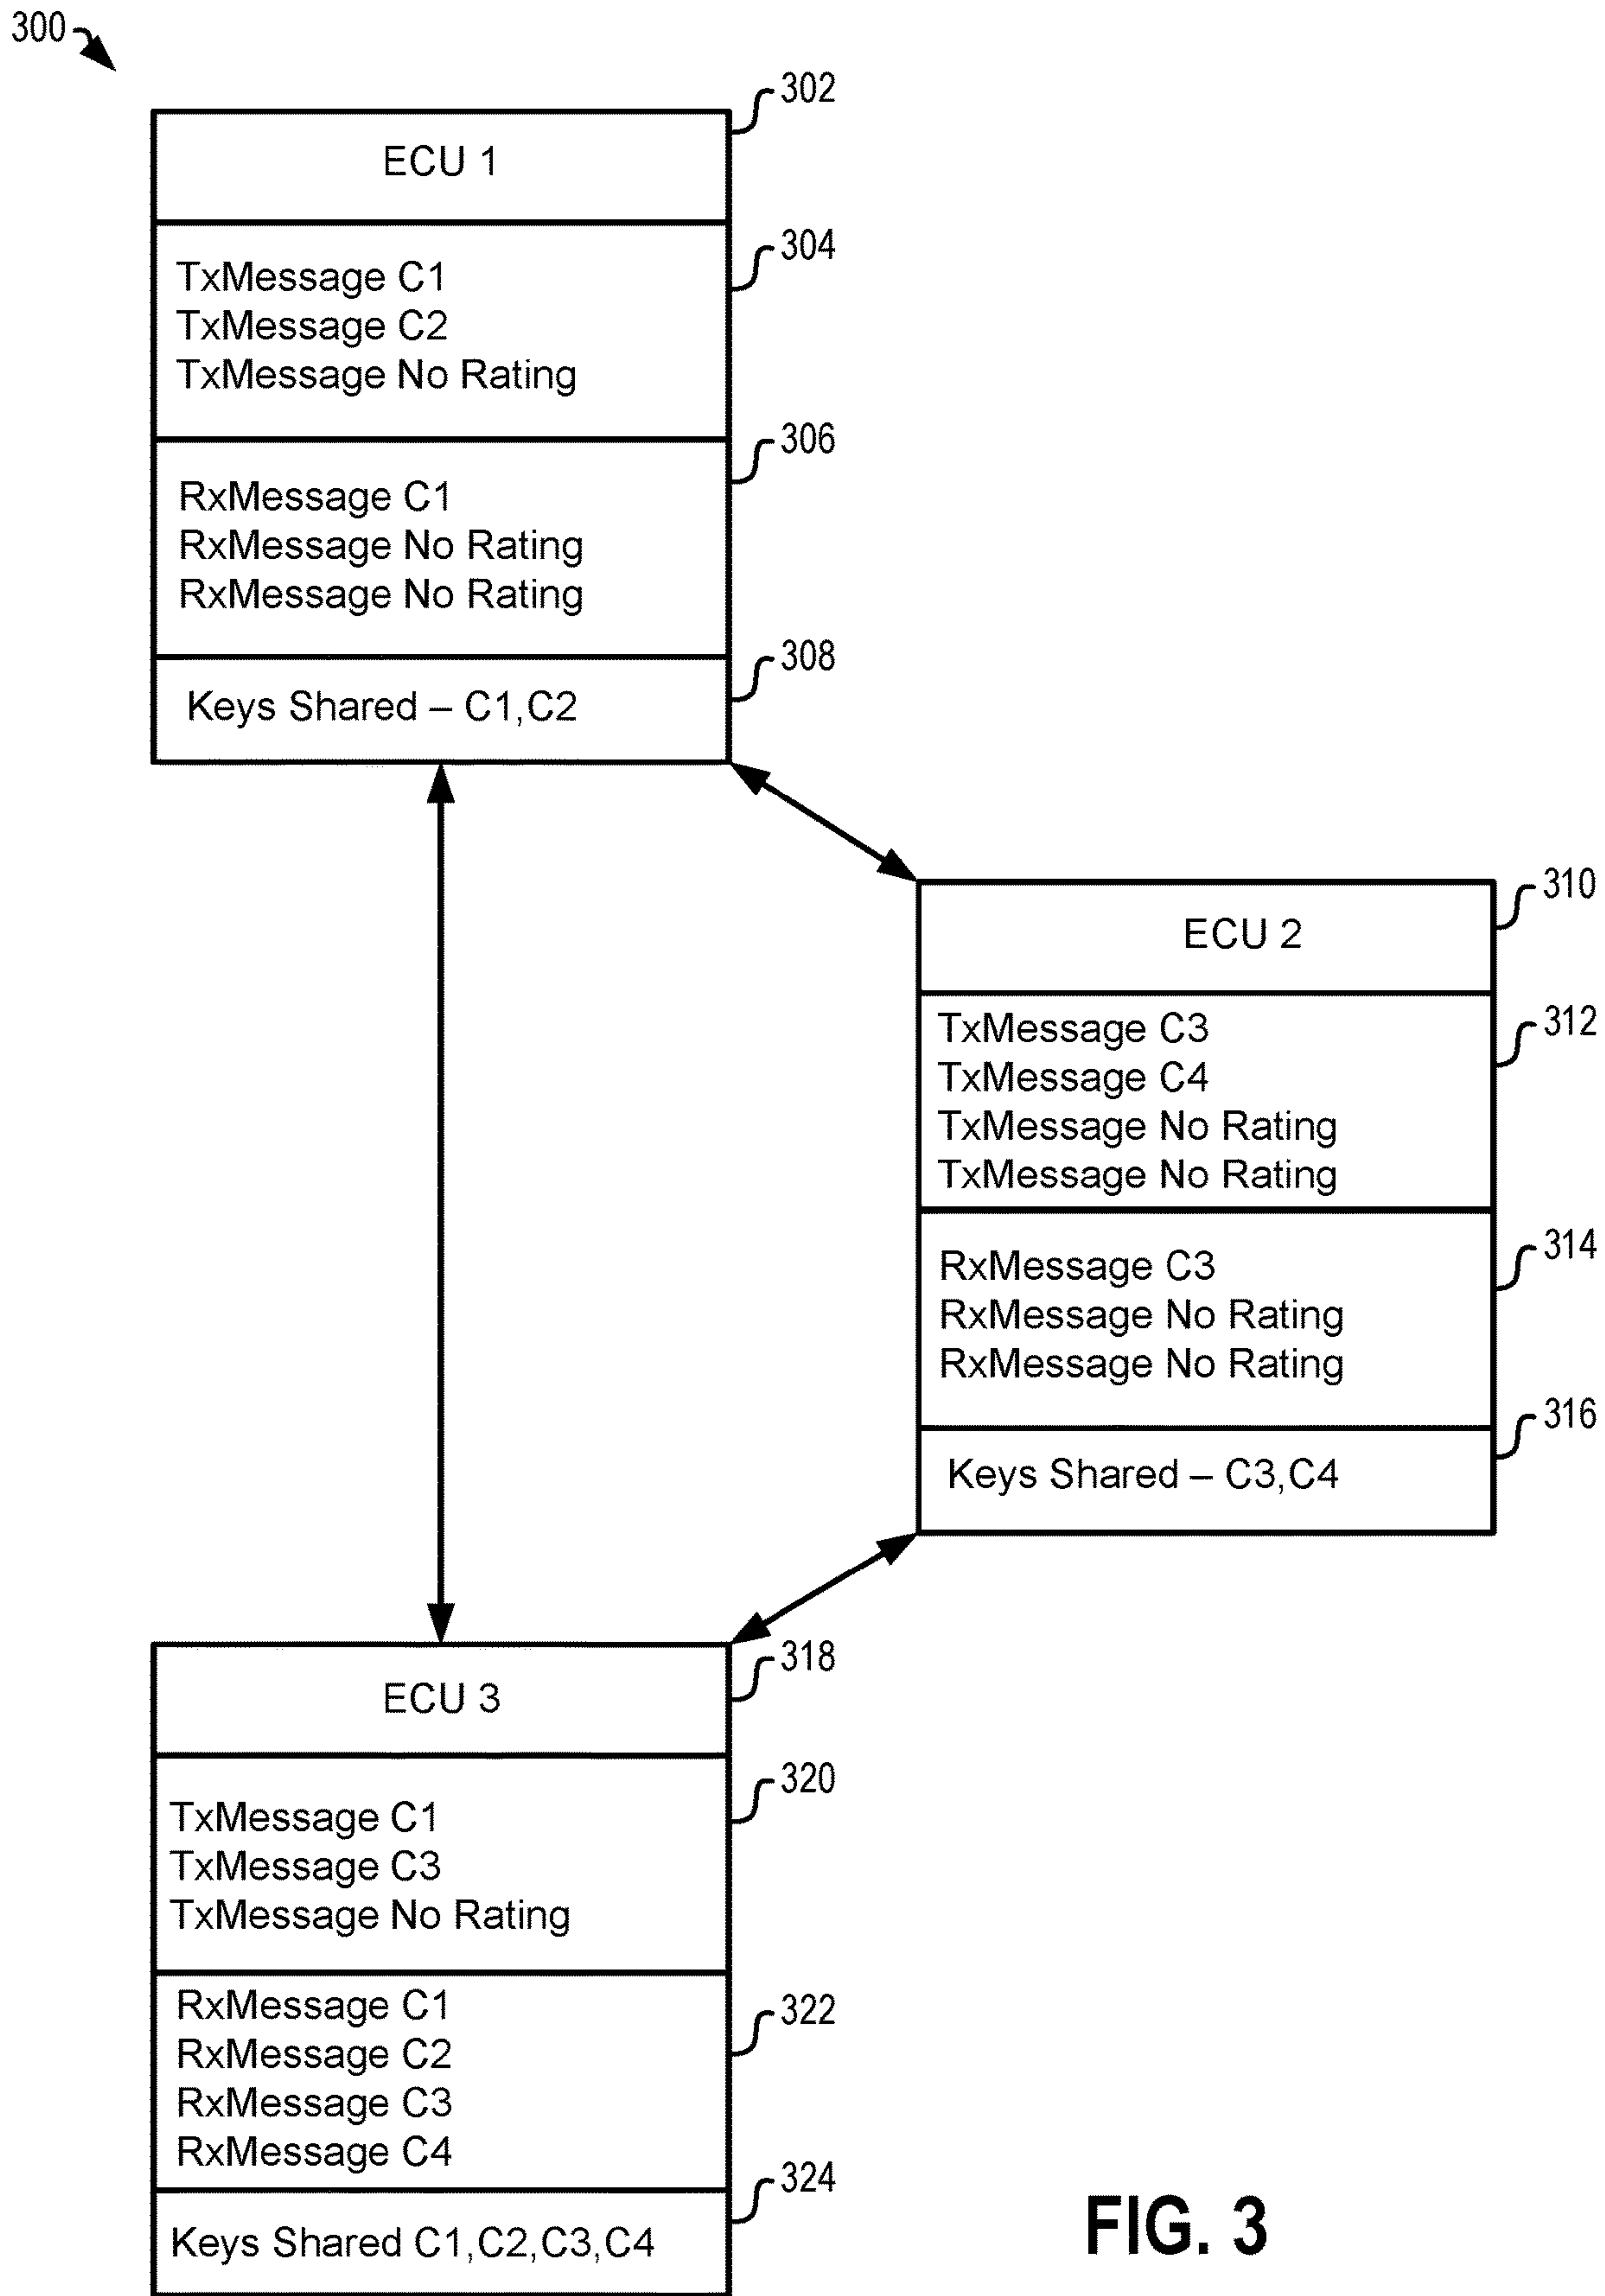 300
302
ECU 1
304
TxMessage C1
TxMessage C2
TxMessage No Rating
306
RxMessage C1
RxMessage No Rating
RxMessage No Rating
308
Keys Shared – C1,C2
310
ECU 2
312
TxMessage C3
TxMessage C4
TxMessage No Rating
TxMessage No Rating
314
RxMessage C3
RxMessage No Rating
RxMessage No Rating
316
Keys Shared – C3,C4
318
ECU 3
320
TxMessage C1
TxMessage C3
TxMessage No Rating
322
RxMessage C1
RxMessage C2
RxMessage C3
RxMessage C4
324
Keys Shared C1,C2,C3,C4
FIG. 3